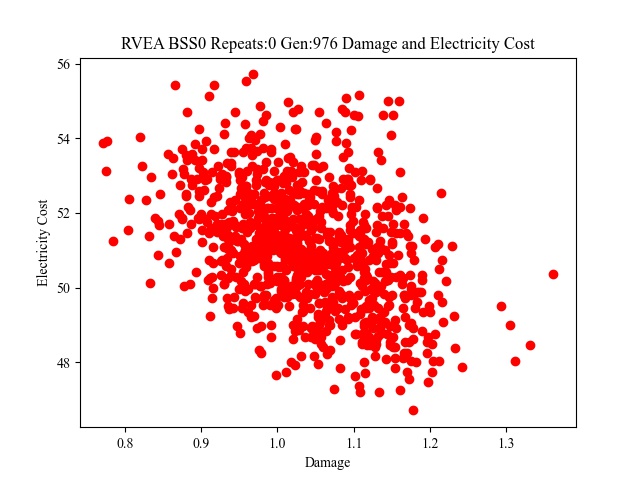 RVEA BSS0 Repeats:0 Gen:976 Damage and Electricity Cost
56
54
52
50
48
Electricity Cost
0.8 0.9 1.0 1.1 1.2 1.3
Damage